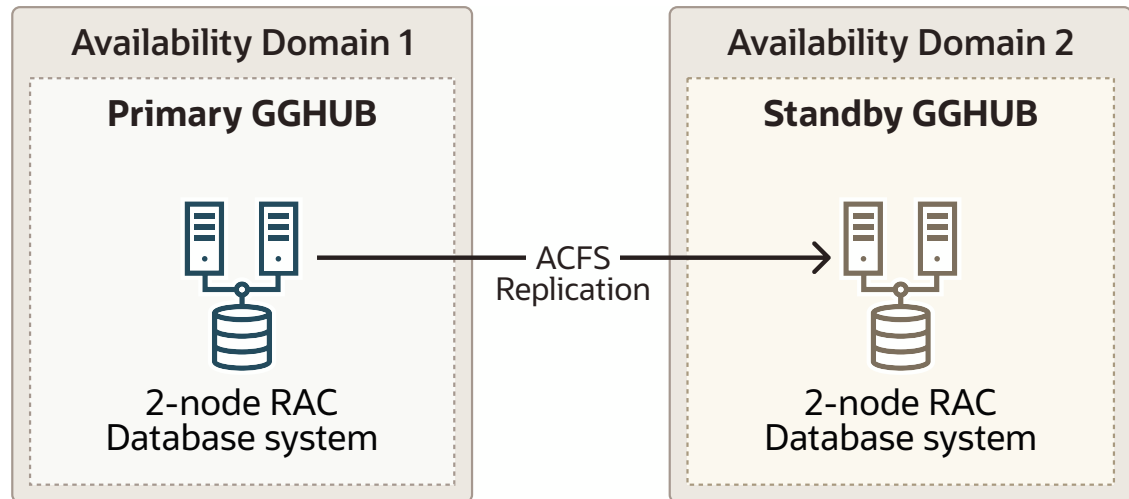 Availability Domain 1
Primary GGHUB
2-node RAC
Database system
ACFS
Replication
Availability Domain 2
Standby GGHUB
2-node RAC
Database system